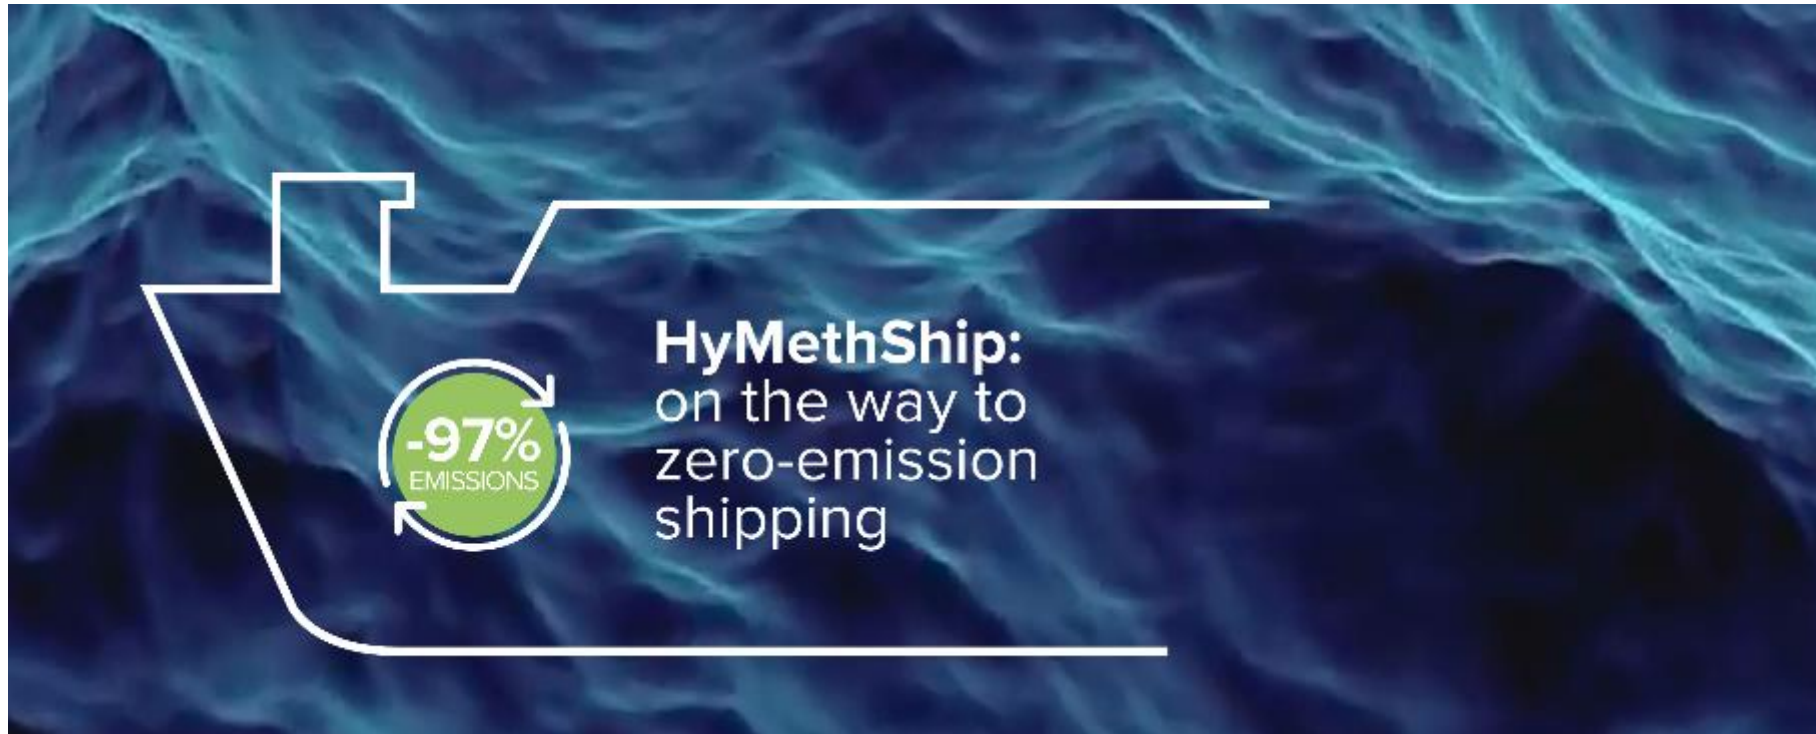 HyMethShip:
on the way to
zero-emission
shipping
-97%
EMISSIONS